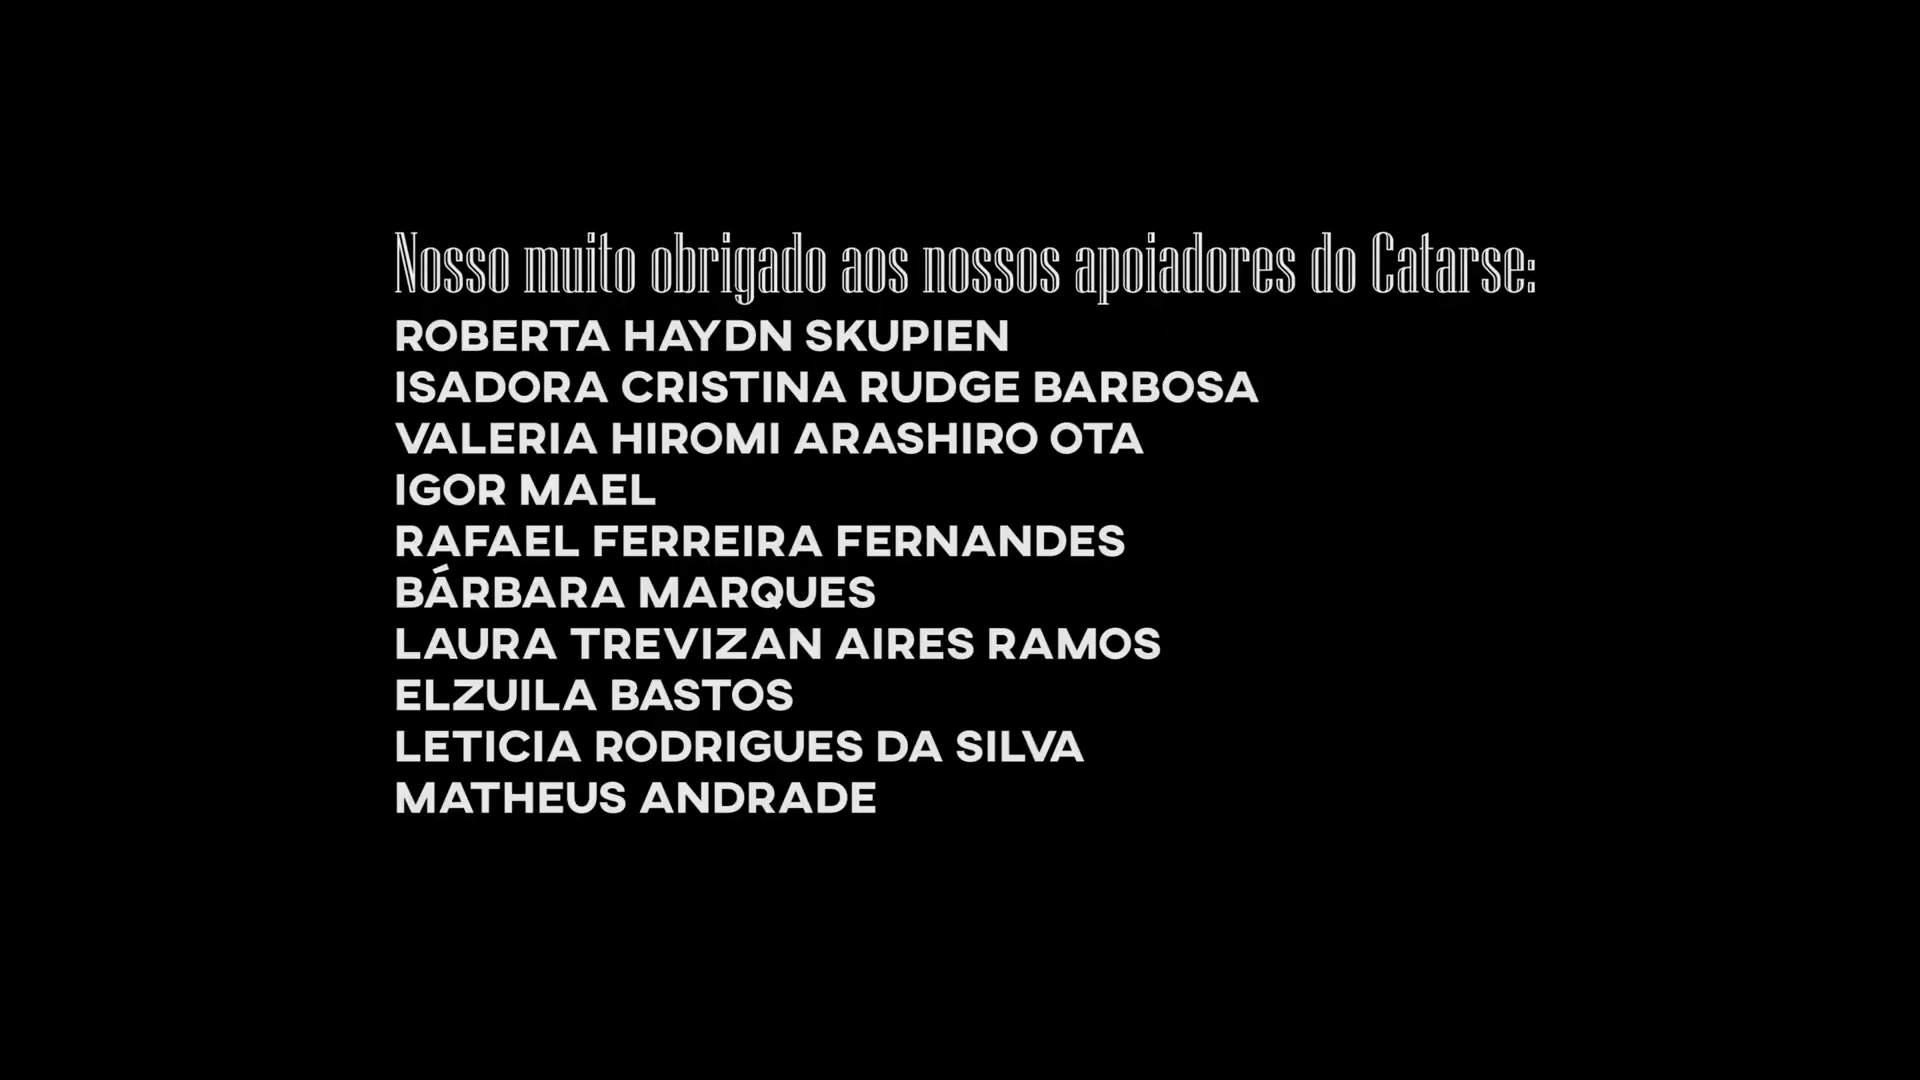 Nosso muito obrigado aos nossos apoiadores do Catarse:
ROBERTA HAYDN SKUPIEN
ISADORA CRISTINA RUDGE BARBOSA
VALERIA HIROMI ARASHIRO OTA
IGOR MAEL
RAFAEL FERREIRA FERNANDES
BÁRBARA MARQUES
LAURA TREVIZAN AIRES RAMOS
ELZUILA BASTOS
LETICIA RODRIGUES DA SILVA
MATHEUS ANDRADE